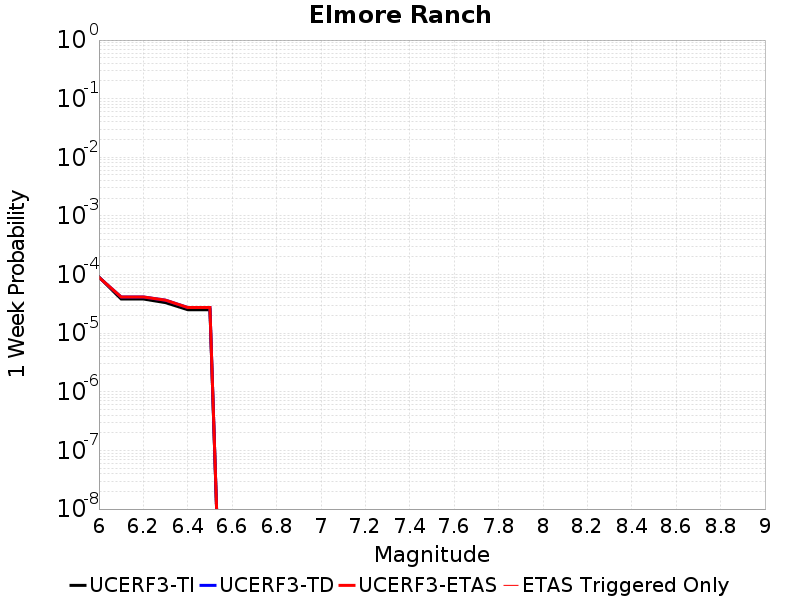 Elmore Ranch
1 Week Probability
10^0
10^-1
10^-2
10^-3
10^-4
10^-5
10^-6
10^-7
10^-8
6 6.2 6.4 6.6 6.8 7 7.2 7.4 7.6 7.8 8 8.2 8.4 8.6 8.8 9
Magnitude
UCERF3-TI UCERF3-TD UCERF3-ETAS ETAS Triggered Only